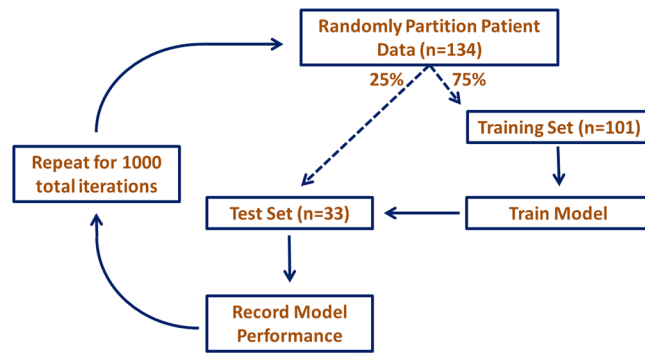 Randomly Partition Patient
Data (n=134)
25%
75%
Training Set (n=101)
Repeat for 1000
total iterations
Test Set (n=33)
Train Model
Record Model
Performance